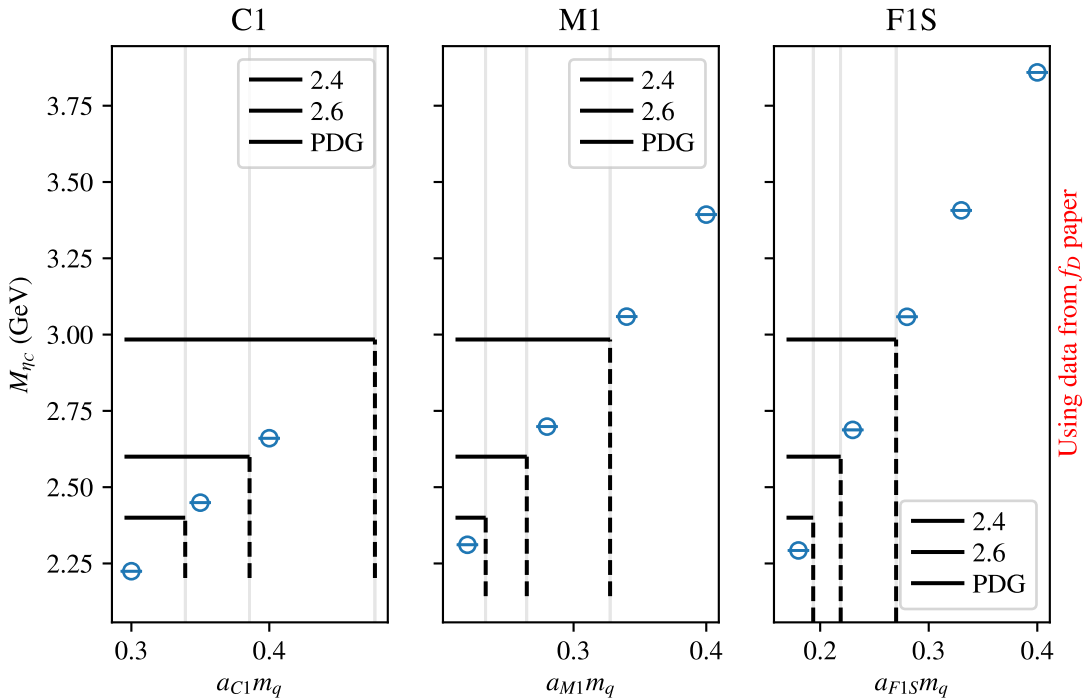 C1
M1
F1S
2.4
2.6
PDG
2.4
2.6
PDG
2.4
2.6
PDG
3.75
3.50
3.25
3.00
2.75
2.50
2.25
M_{η_C} (GeV)
0.3
0.4
0.3
0.4
0.2
0.3
0.4
a_{C1}m_q
a_{M1}m_q
a_{F1S}m_q
Using data from f_D paper